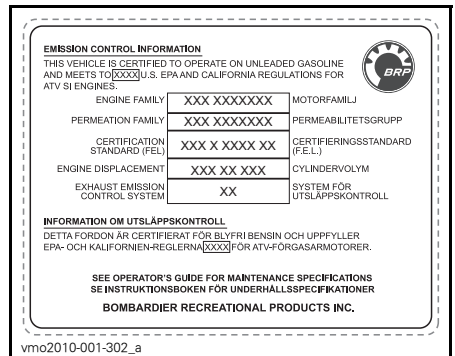 EMISSION CONTROL INFORMATION
THIS VEHICLE IS CERTIFIED TO OPERATE ON UNLEADED GASOLINE
AND MEETS TO XXXX U.S. EPA AND CALIFORNIA REGULATIONS FOR
ATV SI ENGINES.
BRP
ENGINE FAMILY XXX XXXXXXX MOTORFAMILJ
PERMEATION FAMILY XXX XXXXXXX PERMEABILITETSGRUPP
CERTIFICATION STANDARD (FEL) XXX X XXXX XX CERTIFIERINGSSTANDARD (F.E.L.)
ENGINE DISPLACEMENT XXX XX XXX CYLINDERVOLYM
EXHAUST EMISSION CONTROL SYSTEM XX SYSTEM FÖR UTSLÄPPSKONTROLL
INFORMATION OM UTSLÄPPSKONTROLL
DETTA FORDON ÄR CERTIFIERAT FÖR BLYFRI BENSIN OCH UPPFYLLER
EPA- OCH KALIFORNIEN-REGLERNA XXXX FÖR ATV-FÖRGASARMOTORER.
SEE OPERATOR'S GUIDE FOR MAINTENANCE SPECIFICATIONS
SE INSTRUKTIONSBOKEN FÖR UNDERHÅLLSSPECIFIKATIONER
BOMBARDIER RECREATIONAL PRODUCTS INC.
vmo2010-001-302_a